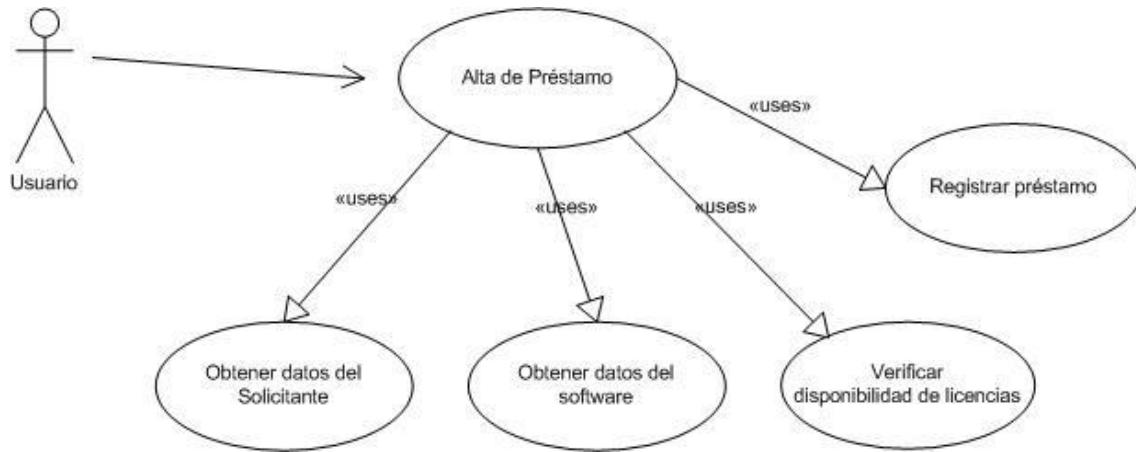 Alta de Préstamo
«uses»
Registrar préstamo
Usuario
«uses»
«uses»
«uses»
Obtener datos del
Solicitante
Obtener datos del
software
Verificar
disponibilidad de licencias